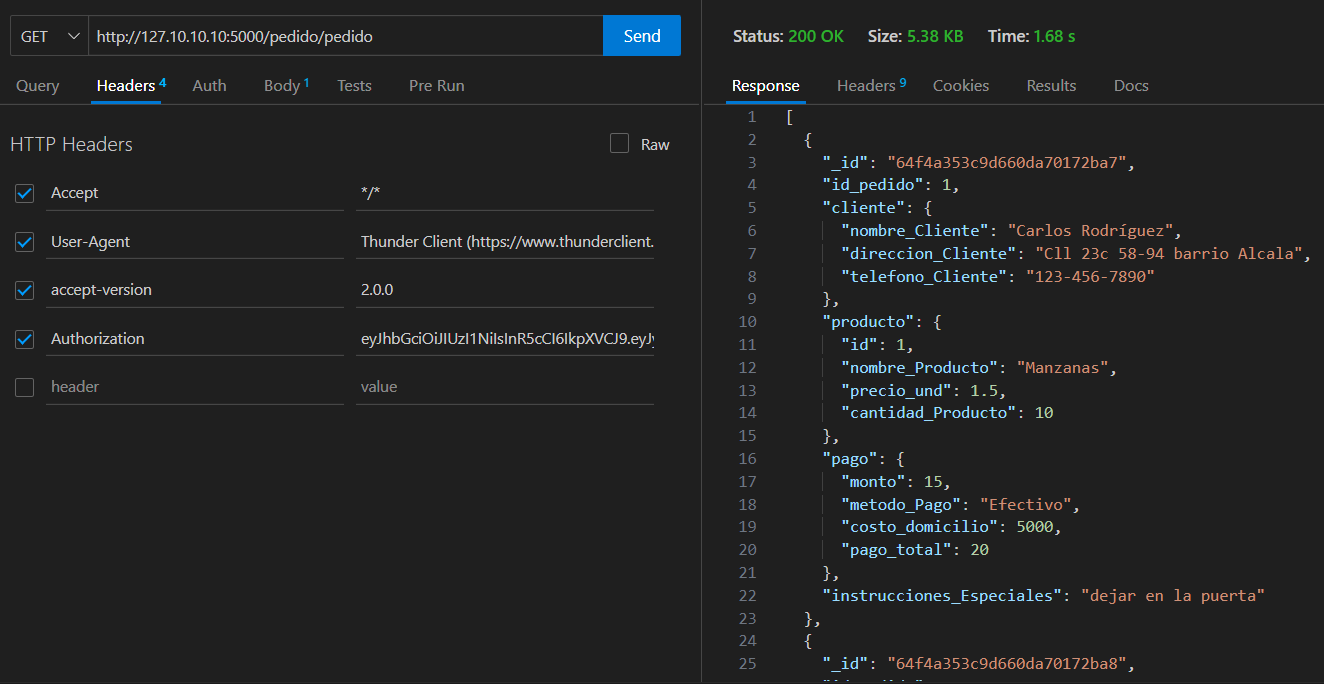 GET http://127.10.10.10:5000/pedido/pedido Send
Query Headers 4 Auth Body 1 Tests Pre Run
HTTP Headers Raw
Accept */*
User-Agent Thunder Client (https://www.thunderclient.
accept-version 2.0.0
Authorization eyJhbGciOiJIUzI1NiIsInR5cCI6IkpXVCJ9.eyJ
header value
Status: 200 OK Size: 5.38 KB Time: 1.68 s
Response Headers 9 Cookies Results Docs
1 [
2 {
3 "_id": "64f4a353c9d660da70172ba7",
4 "id_pedido": 1,
5 "cliente": {
6 "nombre_Cliente": "Carlos Rodríguez",
7 "direccion_Cliente": "Cll 23c 58-94 barrio Alcala",
8 "telefono_Cliente": "123-456-7890"
9 },
10 "producto": {
11 "id": 1,
12 "nombre_Producto": "Manzanas",
13 "precio_und": 1.5,
14 "cantidad_Producto": 10
15 },
16 "pago": {
17 "monto": 15,
18 "metodo_Pago": "Efectivo",
19 "costo_domicilio": 5000,
20 "pago_total": 20
21 },
22 "instrucciones_Especiales": "dejar en la puerta"
23 },
24 {
25 "_id": "64f4a353c9d660da70172ba8",